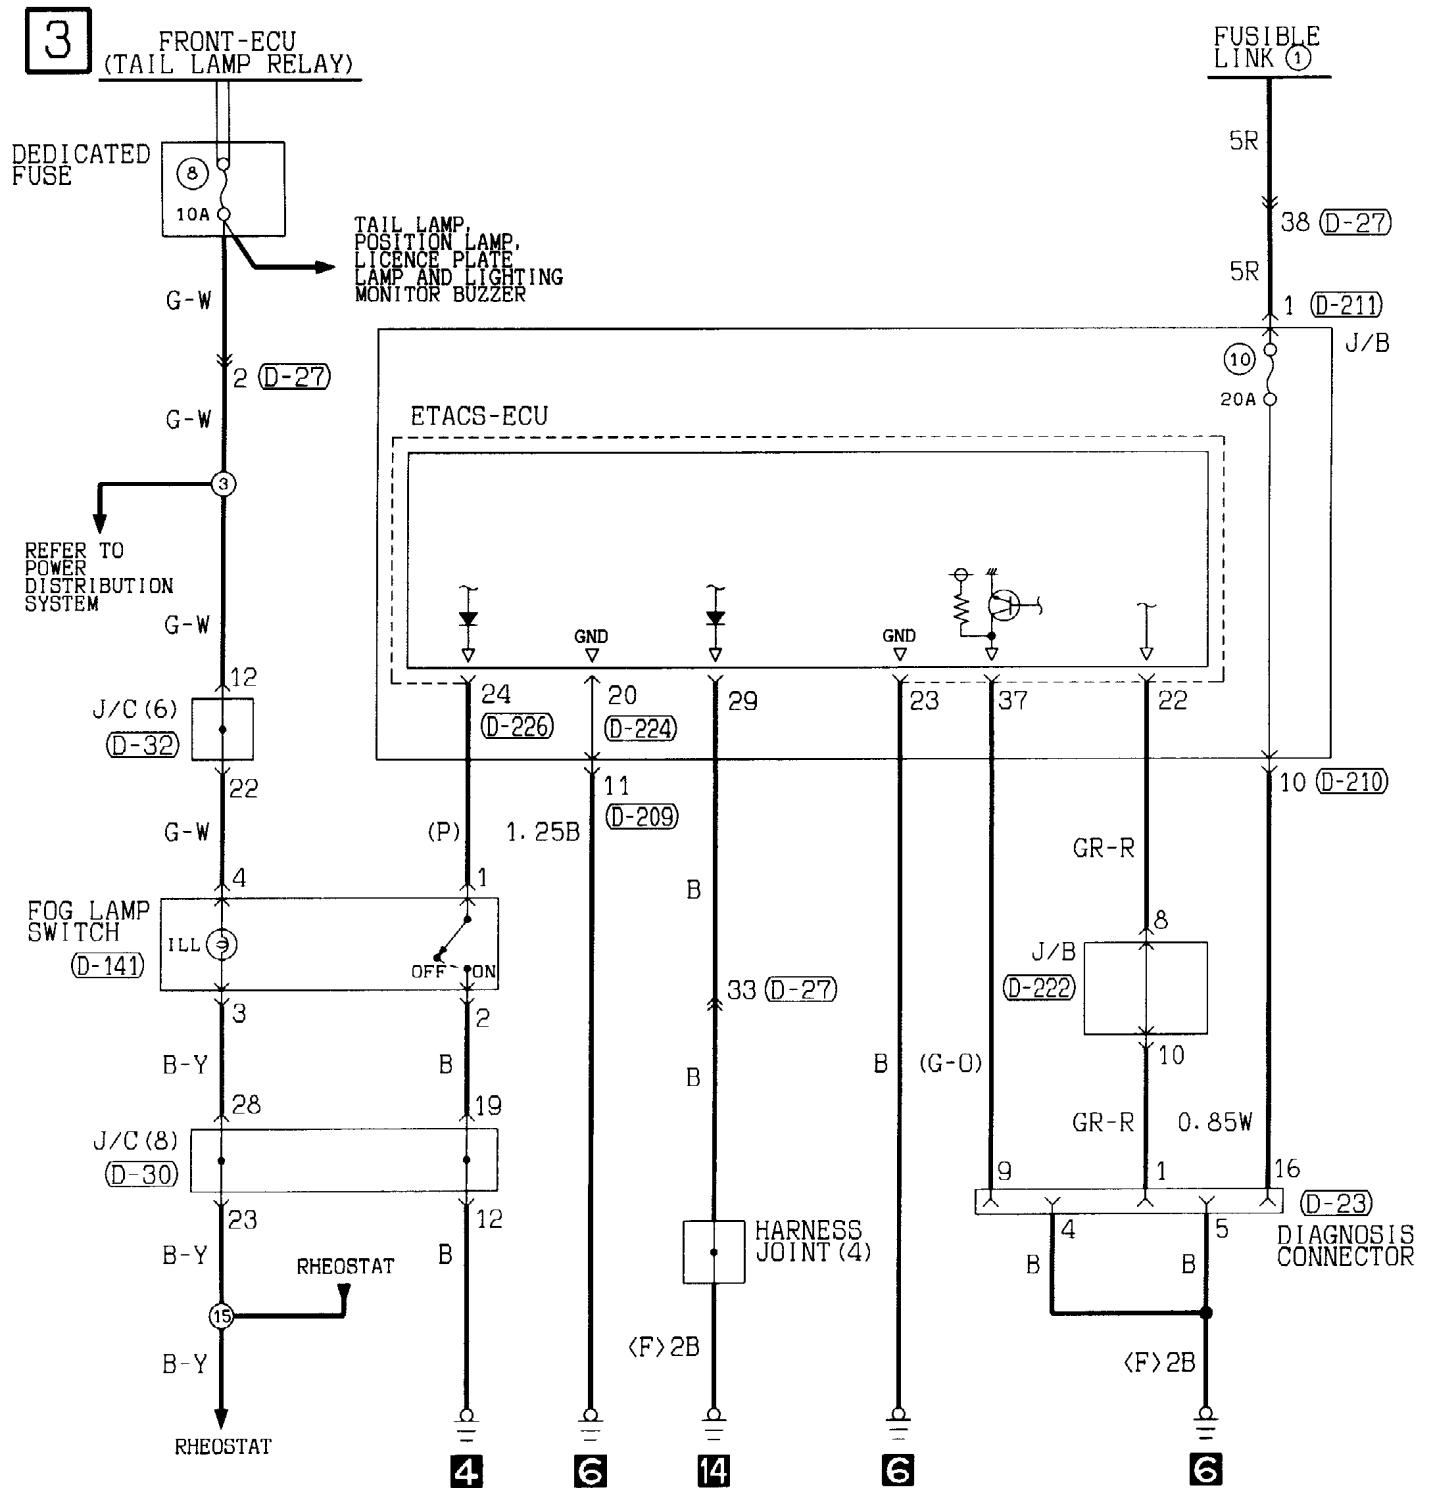 3
FRONT-ECU
(TAIL LAMP RELAY)
FUSIBLE
LINK ①
DEDICATED
FUSE
8
10A
TAIL LAMP,
POSITION LAMP,
LICENCE PLATE
LAMP AND LIGHTING
MONITOR BUZZER
5R
38 (D-27)
5R
1 (D-211)
J/B
10
20A
G-W
2 (D-27)
G-W
3
REFER TO
POWER
DISTRIBUTION
SYSTEM
G-W
ETACS-ECU
GND
GND
12
J/C(6)
(D-32)
22
G-W
24
(D-226)
20
(D-224)
29
23
37
22
11
(D-209)
10 (D-210)
(P)
1.25B
B
GR-R
4
1
FOG LAMP
SWITCH
(D-141)
ILL
OFF
ON
3
2
8
J/B
(D-222)
10
33 (D-27)
B-Y
B
B
B
(G-O)
28
19
GR-R
0.85W
J/C(8)
(D-30)
23
12
9
1
16
(D-23)
DIAGNOSIS
CONNECTOR
4
5
B
B
B-Y
B
RHEOSTAT
15
HARNESS
JOINT(4)
B-Y
<F>2B
<F>2B
RHEOSTAT
4
6
14
6
6